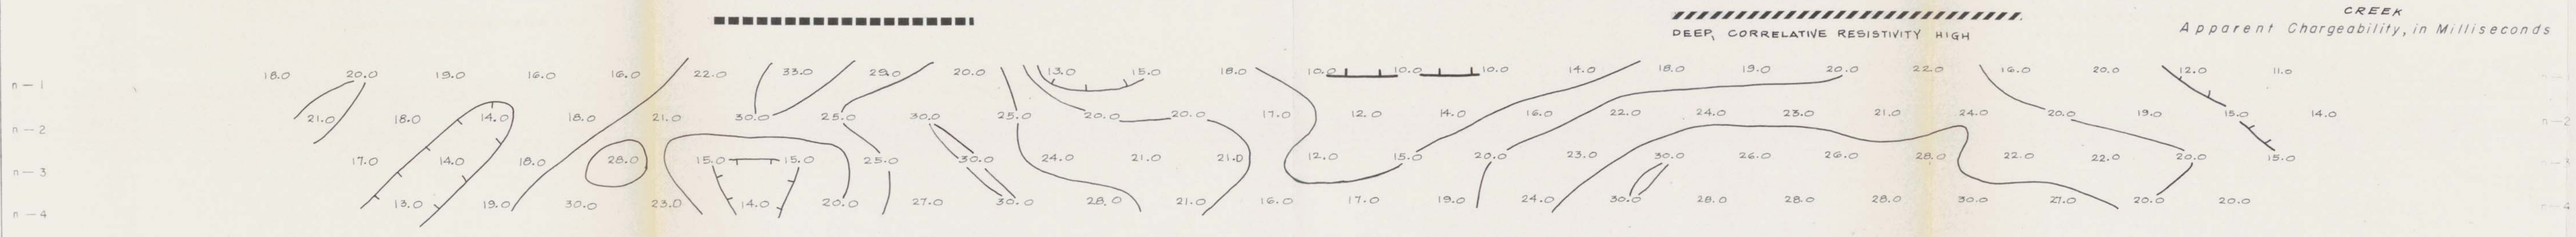 CREEK
DEEP, CORRELATIVE RESISTIVITY HIGH
Apparent Chargeability, in Milliseconds
n-1 18.0 20.0 19.0 16.0 16.0 22.0 33.0 29.0 20.0 13.0 15.0 18.0 10.0 10.0 10.0 14.0 18.0 19.0 20.0 22.0 16.0 20.0 12.0 11.0
n-2 21.0 18.0 14.0 18.0 21.0 30.0 25.0 30.0 25.0 20.0 20.0 17.0 12.0 14.0 16.0 22.0 24.0 23.0 21.0 24.0 20.0 19.0 15.0 14.0 n-2
n-3 17.0 14.0 18.0 28.0 15.0 15.0 25.0 30.0 24.0 21.0 21.0 12.0 15.0 20.0 23.0 30.0 26.0 26.0 28.0 22.0 22.0 20.0 15.0
n-4 13.0 19.0 30.0 23.0 14.0 20.0 27.0 30.0 28.0 21.0 16.0 17.0 19.0 24.0 30.0 28.0 28.0 28.0 30.0 27.0 20.0 20.0 n-4